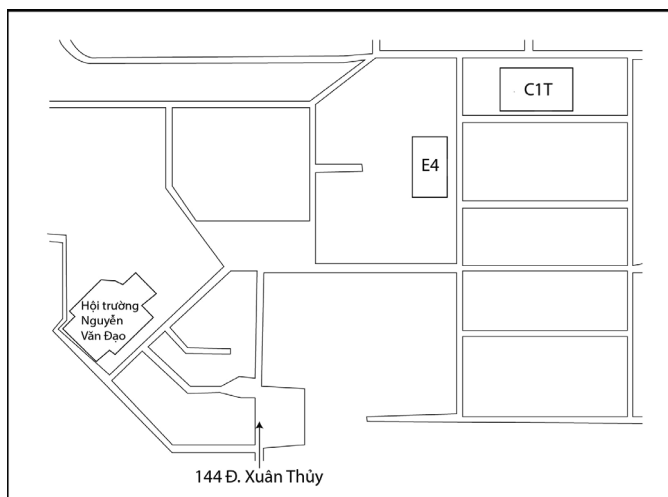 C1T
E4
Hội trường
Nguyễn
Văn Đạo
144 Đ. Xuân Thủy